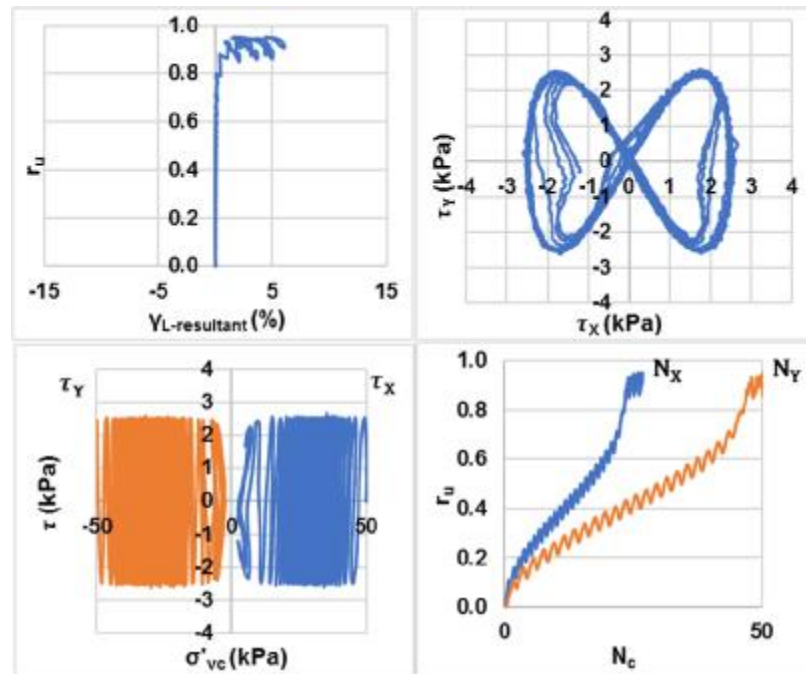 1.0
0.8
0.6
0.4
0.2
0.0
r_u
-15
5
15
γ_L-resultant (%)
4
3
2
1
0
-1
-2
-3
-4
τ_Y (kPa)
-4 -3 -2 -1 0 1 2 3 4
τ_X (kPa)
τ_Y
τ_X
4
3
2
1
0
-1
-2
-3
-4
τ (kPa)
-50
0
50
σ'_vc (kPa)
N_X
N_Y
1.0
0.8
0.6
0.4
0.2
0.0
r_u
0
50
N_c